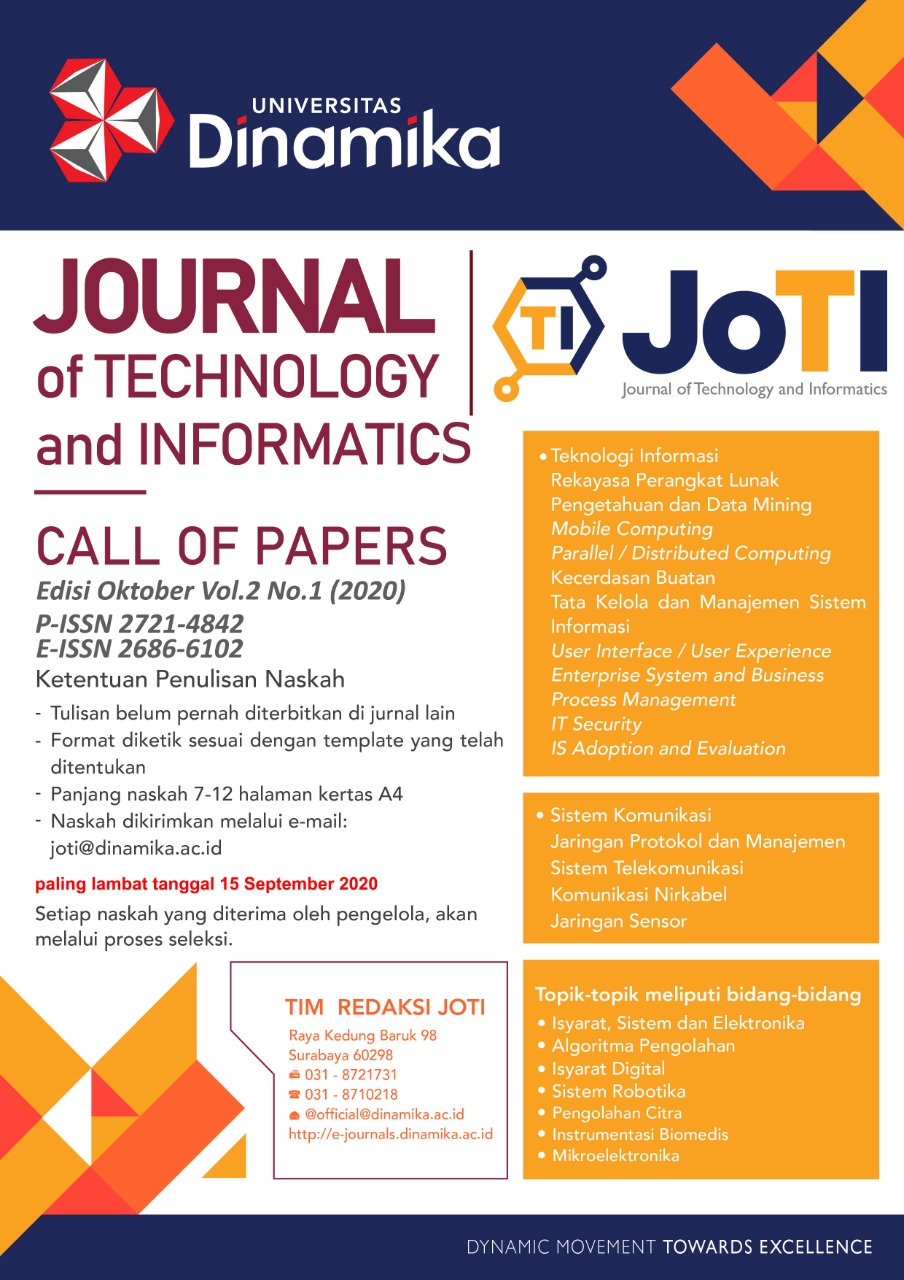 UNIVERSITAS
Dinamika
JOURNAL
of TECHNOLOGY
and INFORMATICS
TI
JoTI
Journal of Technology and Informatics
CALL OF PAPERS
Edisi Oktober Vol.2 No.1 (2020)
P-ISSN 2721-4842
E-ISSN 2686-6102
Ketentuan Penulisan Naskah
- Tulisan belum pernah diterbitkan di jurnal lain
- Format diketik sesuai dengan template yang telah
ditentukan
- Panjang naskah 7-12 halaman kertas A4
- Naskah dikirimkan melalui e-mail:
joti@dinamika.ac.id
paling lambat tanggal 15 September 2020
Setiap naskah yang diterima oleh pengelola, akan
melalui proses seleksi.
• Teknologi Informasi
Rekayasa Perangkat Lunak
Pengetahuan dan Data Mining
Mobile Computing
Parallel / Distributed Computing
Kecerdasan Buatan
Tata Kelola dan Manajemen Sistem
Informasi
User Interface / User Experience
Enterprise System and Business
Process Management
IT Security
IS Adoption and Evaluation
• Sistem Komunikasi
Jaringan Protokol dan Manajemen
Sistem Telekomunikasi
Komunikasi Nirkabel
Jaringan Sensor
Topik-topik meliputi bidang-bidang
• Isyarat, Sistem dan Elektronika
• Algoritma Pengolahan
• Isyarat Digital
• Sistem Robotika
• Pengolahan Citra
• Instrumentasi Biomedis
• Mikroelektronika
TIM REDAKSI JOTI
Raya Kedung Baruk 98
Surabaya 60298
031 - 8721731
031 - 8710218
@official@dinamika.ac.id
http://e-journals.dinamika.ac.id
DYNAMIC MOVEMENT TOWARDS EXCELLENCE